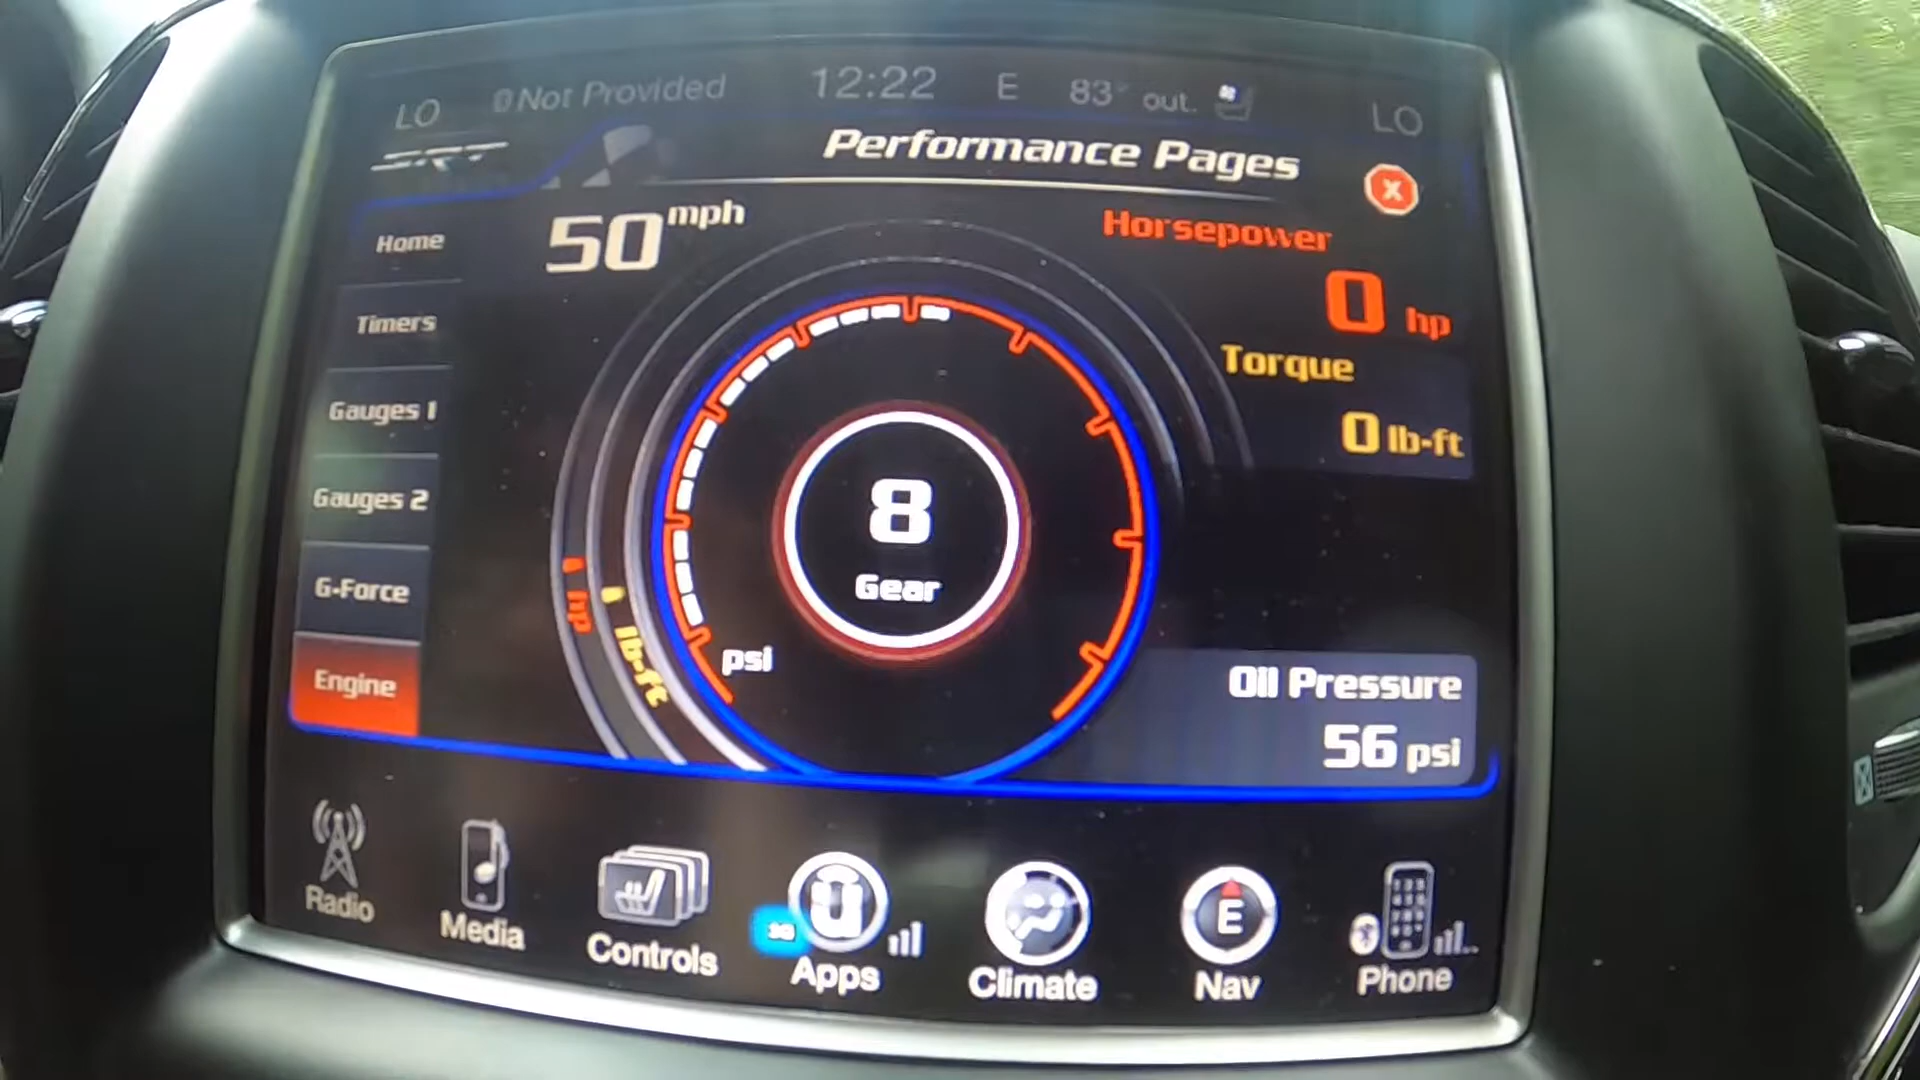 LO Not Provided 12:22 E 83° out. LO
SRT Performance Pages X
Home
Timers
Gauges 1
Gauges 2
G-Force
Engine
50 mph
Horsepower
0 hp
Torque
0 lb-ft
8
Gear
hp
lb-ft
psi
Oil Pressure
56 psi
Radio
Media
Controls
3G
Apps
Climate
E
Nav
Phone